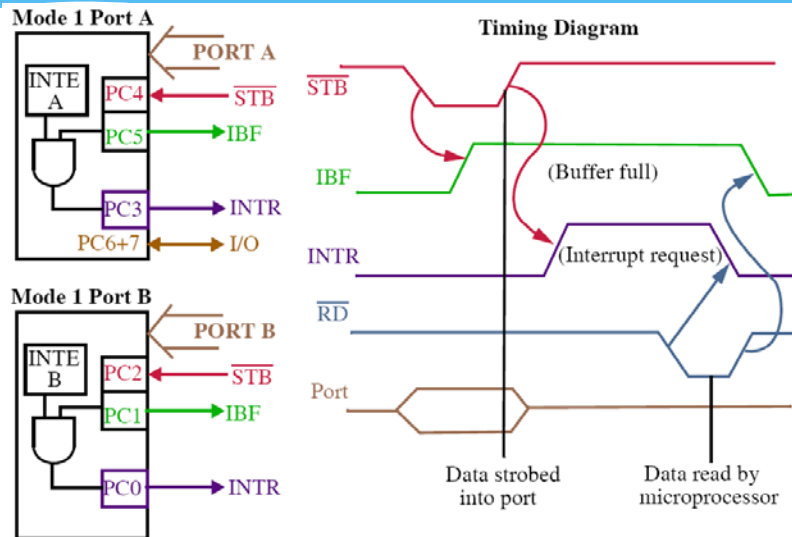 Mode 1 Port A
PORT A
INTE
A
PC4
STB
PC5
IBF
PC3
INTR
PC6+7
I/O
Mode 1 Port B
PORT B
INTE
B
PC2
STB
PC1
IBF
PC0
INTR
Timing Diagram
STB
IBF
(Buffer full)
INTR
(Interrupt request)
RD
Port
Data strobed
into port
Data read by
microprocessor